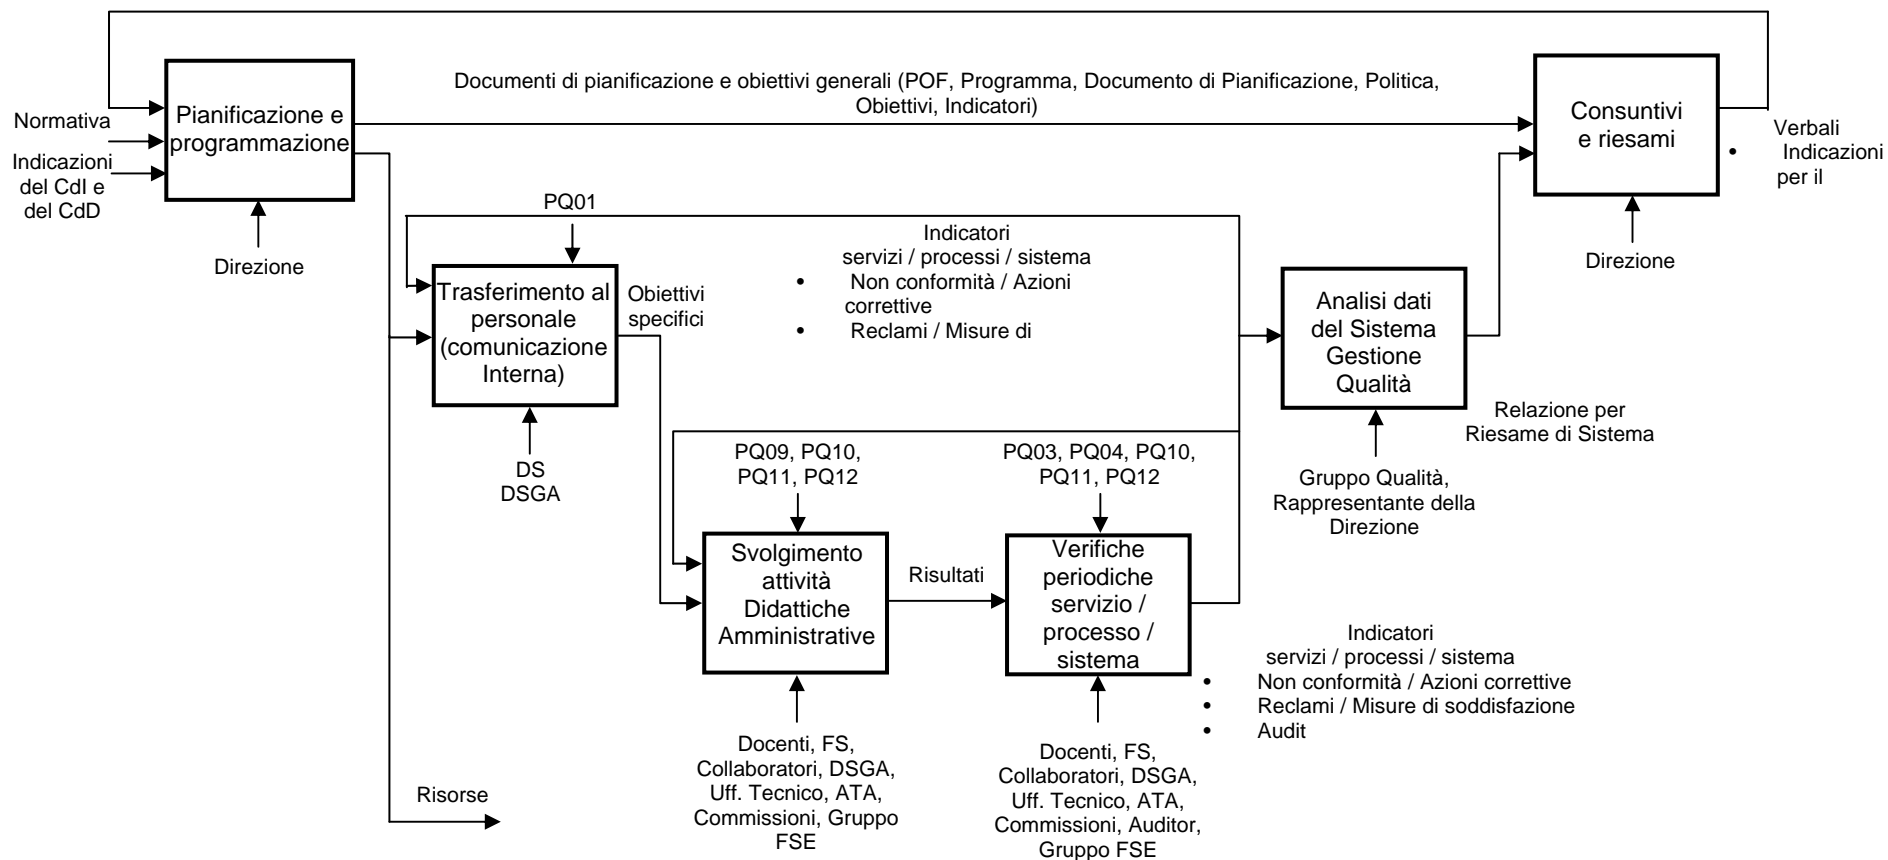 Documenti di pianificazione e obiettivi generali (POF, Programma, Documento di Pianificazione, Politica,
Obiettivi, Indicatori)
Normativa
Indicazioni
del CdI e
del CdD
Pianificazione e
programmazione
Direzione
Consuntivi
e riesami
• Verbali
Indicazioni
per il
Direzione
PQ01
Trasferimento al
personale
(comunicazione
Interna)
Obiettivi
specifici
DS
DSGA
Indicatori
servizi / processi / sistema
• Non conformità / Azioni
correttive
• Reclami / Misure di
Analisi dati
del Sistema
Gestione
Qualità
Relazione per
Riesame di Sistema
Gruppo Qualità,
Rappresentante della
Direzione
PQ09, PQ10,
PQ11, PQ12
Svolgimento
attività
Didattiche
Amministrative
Risultati
Docenti, FS,
Collaboratori, DSGA,
Uff. Tecnico, ATA,
Commissioni, Gruppo
FSE
PQ03, PQ04, PQ10,
PQ11, PQ12
Verifiche
periodiche
servizio /
processo /
sistema
Docenti, FS,
Collaboratori, DSGA,
Uff. Tecnico, ATA,
Commissioni, Auditor,
Gruppo FSE
Indicatori
servizi / processi / sistema
• Non conformità / Azioni correttive
• Reclami / Misure di soddisfazione
• Audit
Risorse